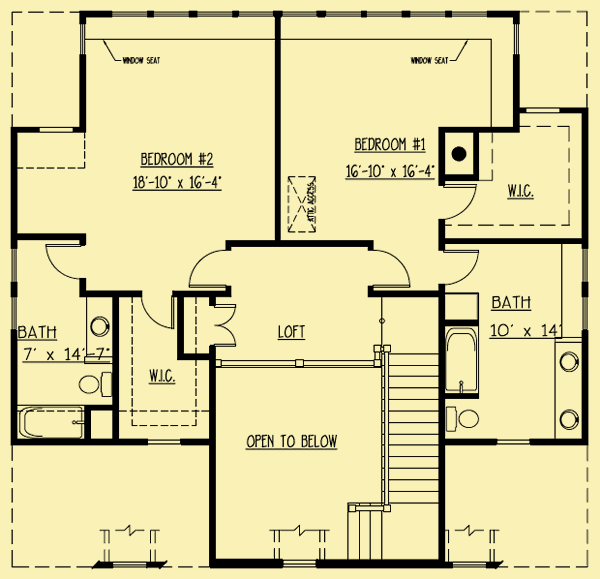 WINDOW SEAT
WINDOW SEAT
BEDROOM #2
18'-10" x 16'-4"
BEDROOM #1
16'-10" x 16'-4"
ATTIC ACCESS
W.I.C.
BATH
7' x 14'-7"
W.I.C.
LOFT
BATH
10' x 14'
OPEN TO BELOW